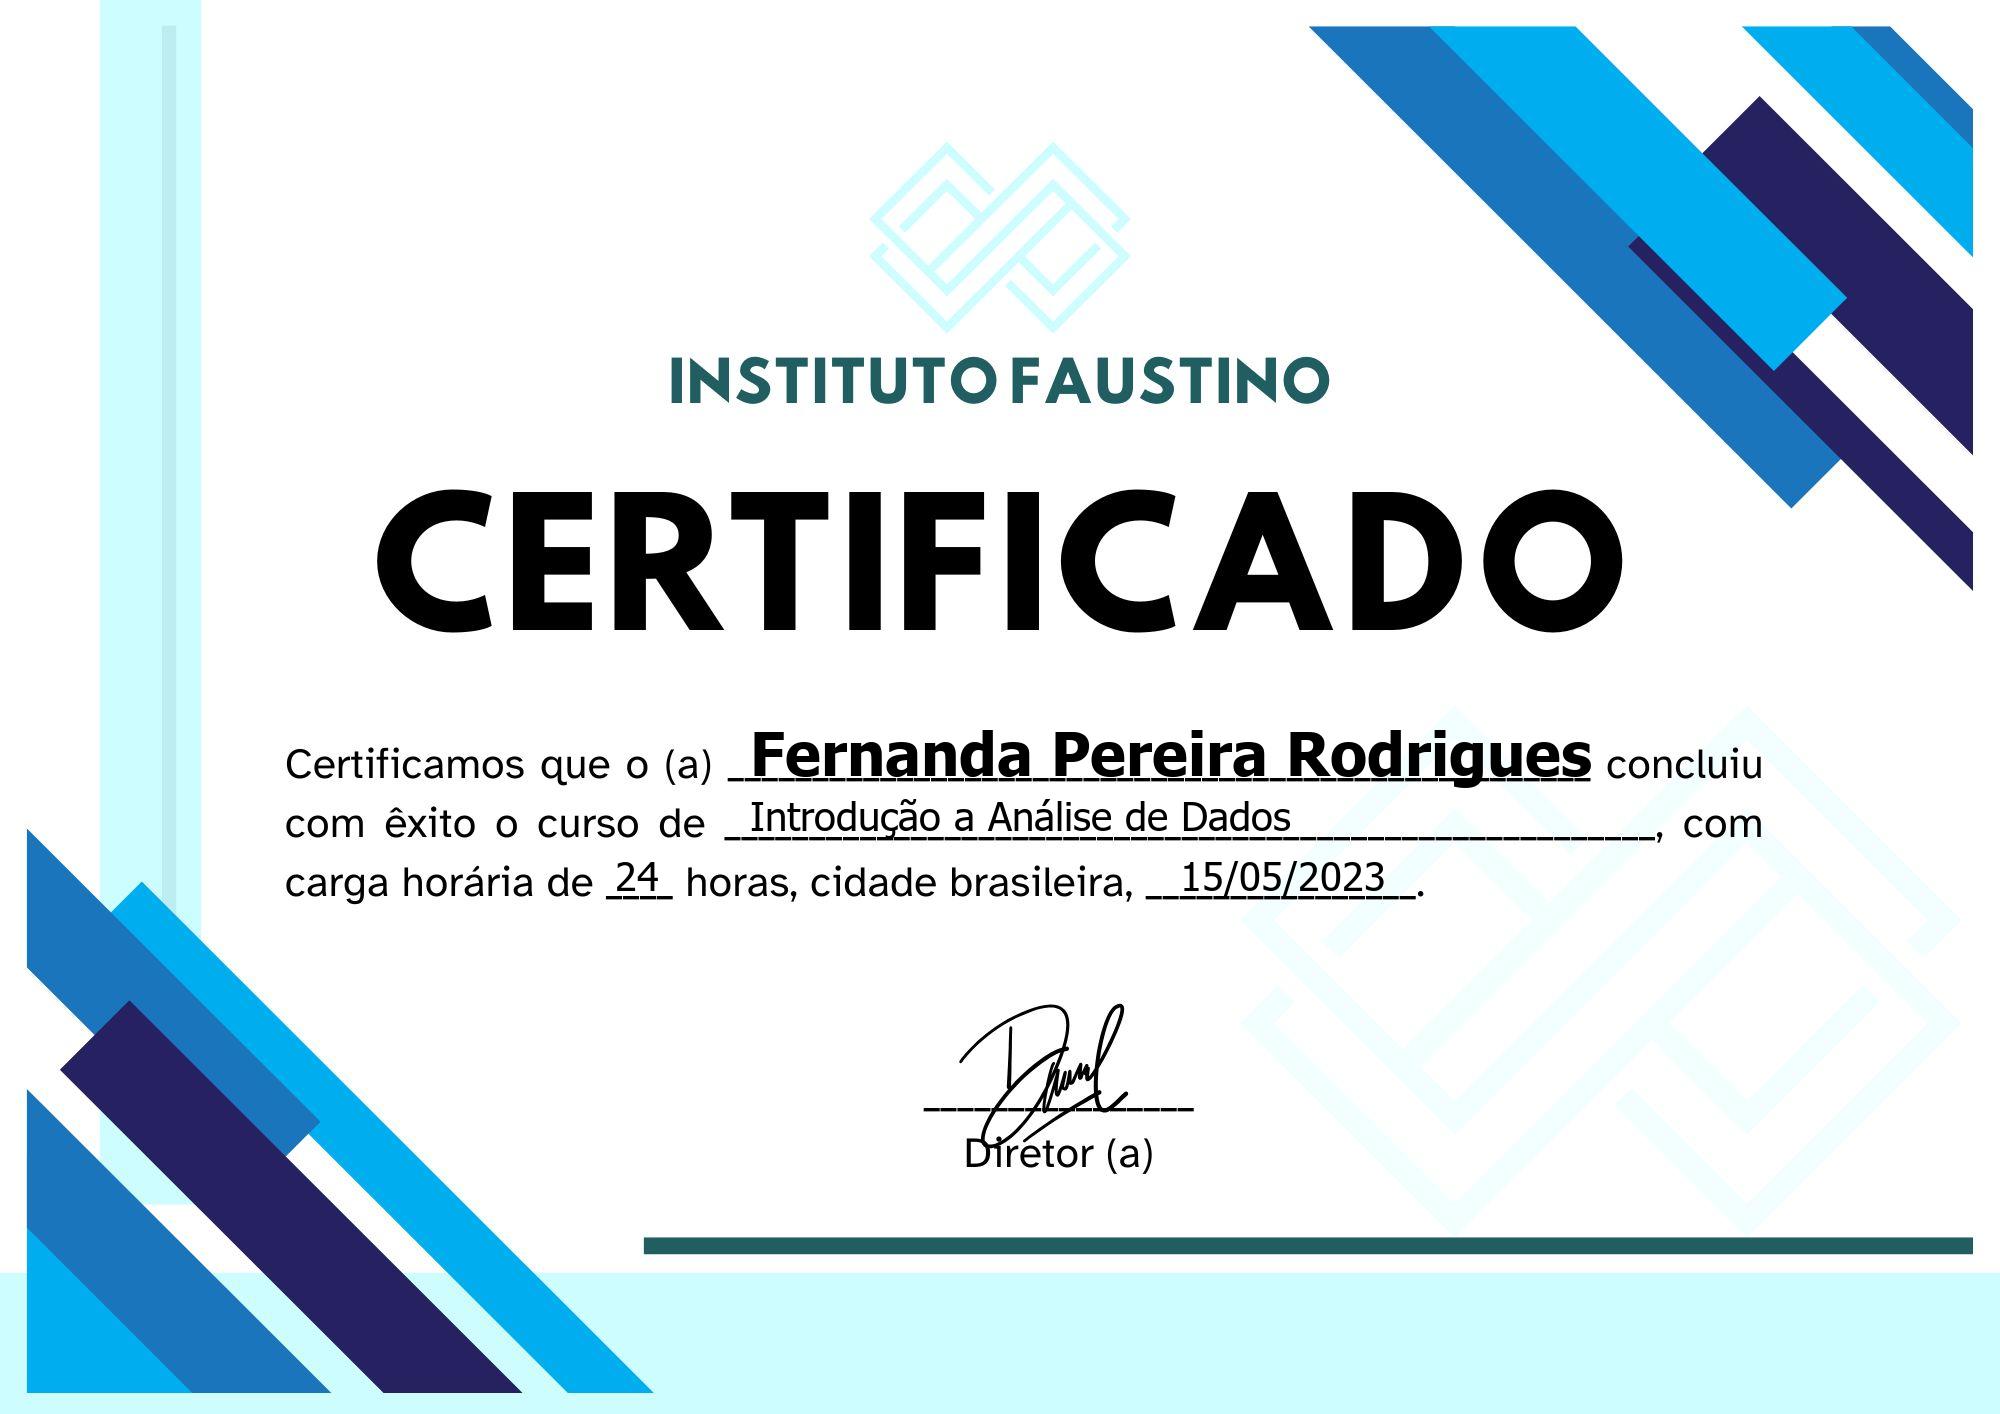 INSTITUTO FAUSTINO
CERTIFICADO
Certificamos que o (a) Fernanda Pereira Rodrigues concluiu
com êxito o curso de Introdução a Análise de Dados, com
carga horária de 24 horas, cidade brasileira, 15/05/2023.
Diretor (a)